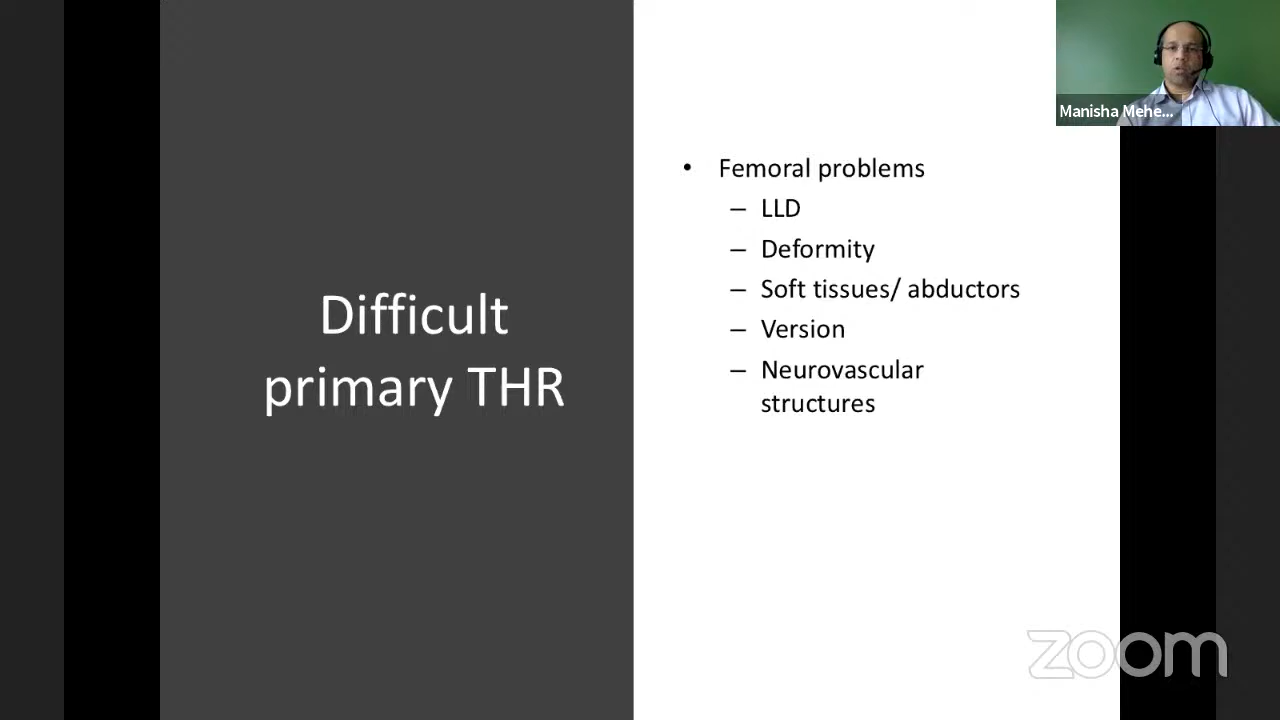 Manisha Mehe...
• Femoral problems
– LLD
– Deformity
– Soft tissues/ abductors
– Version
– Neurovascular
structures
Difficult
primary THR
zoom